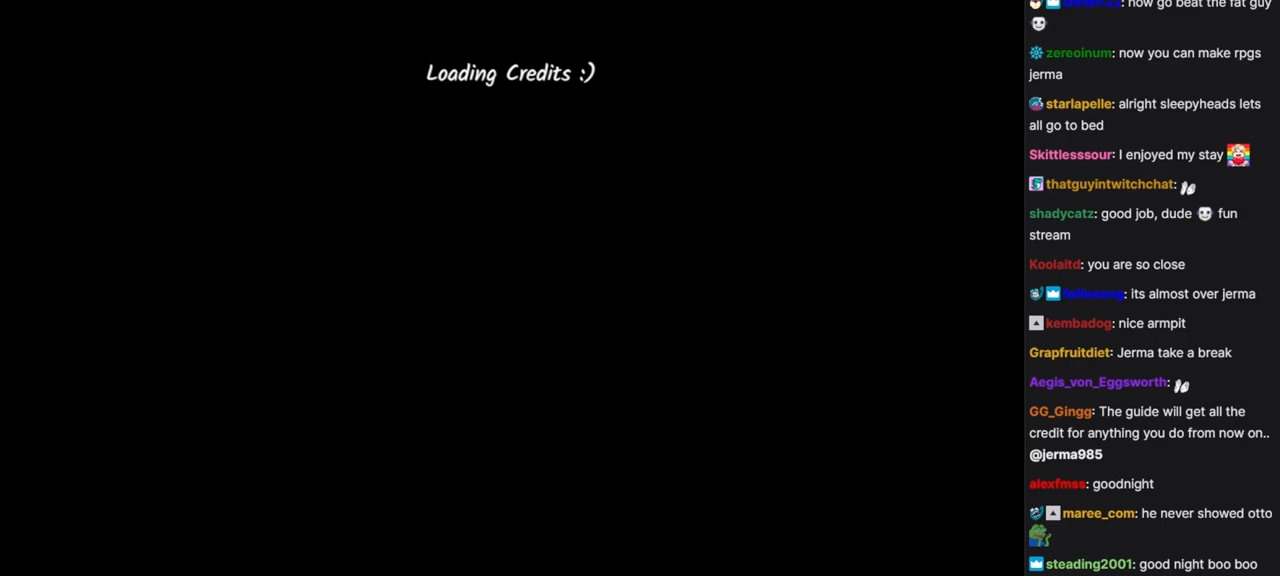 Loading Credits :)
: now go beat the fat guy
zereoinum: now you can make rpgs
jerma
starlapelle: alright sleepyheads lets
all go to bed
Skittlesssour: I enjoyed my stay
thatguyintwitchchat:
shadycatz: good job, dude fun
stream
Koolaitd: you are so close
: its almost over jerma
kembadog: nice armpit
Grapfruitdiet: Jerma take a break
Aegis_von_Eggsworth:
GG_Gingg: The guide will get all the
credit for anything you do from now on..
@jerma985
alexfmss: goodnight
maree_com: he never showed otto
steading2001: good night boo boo